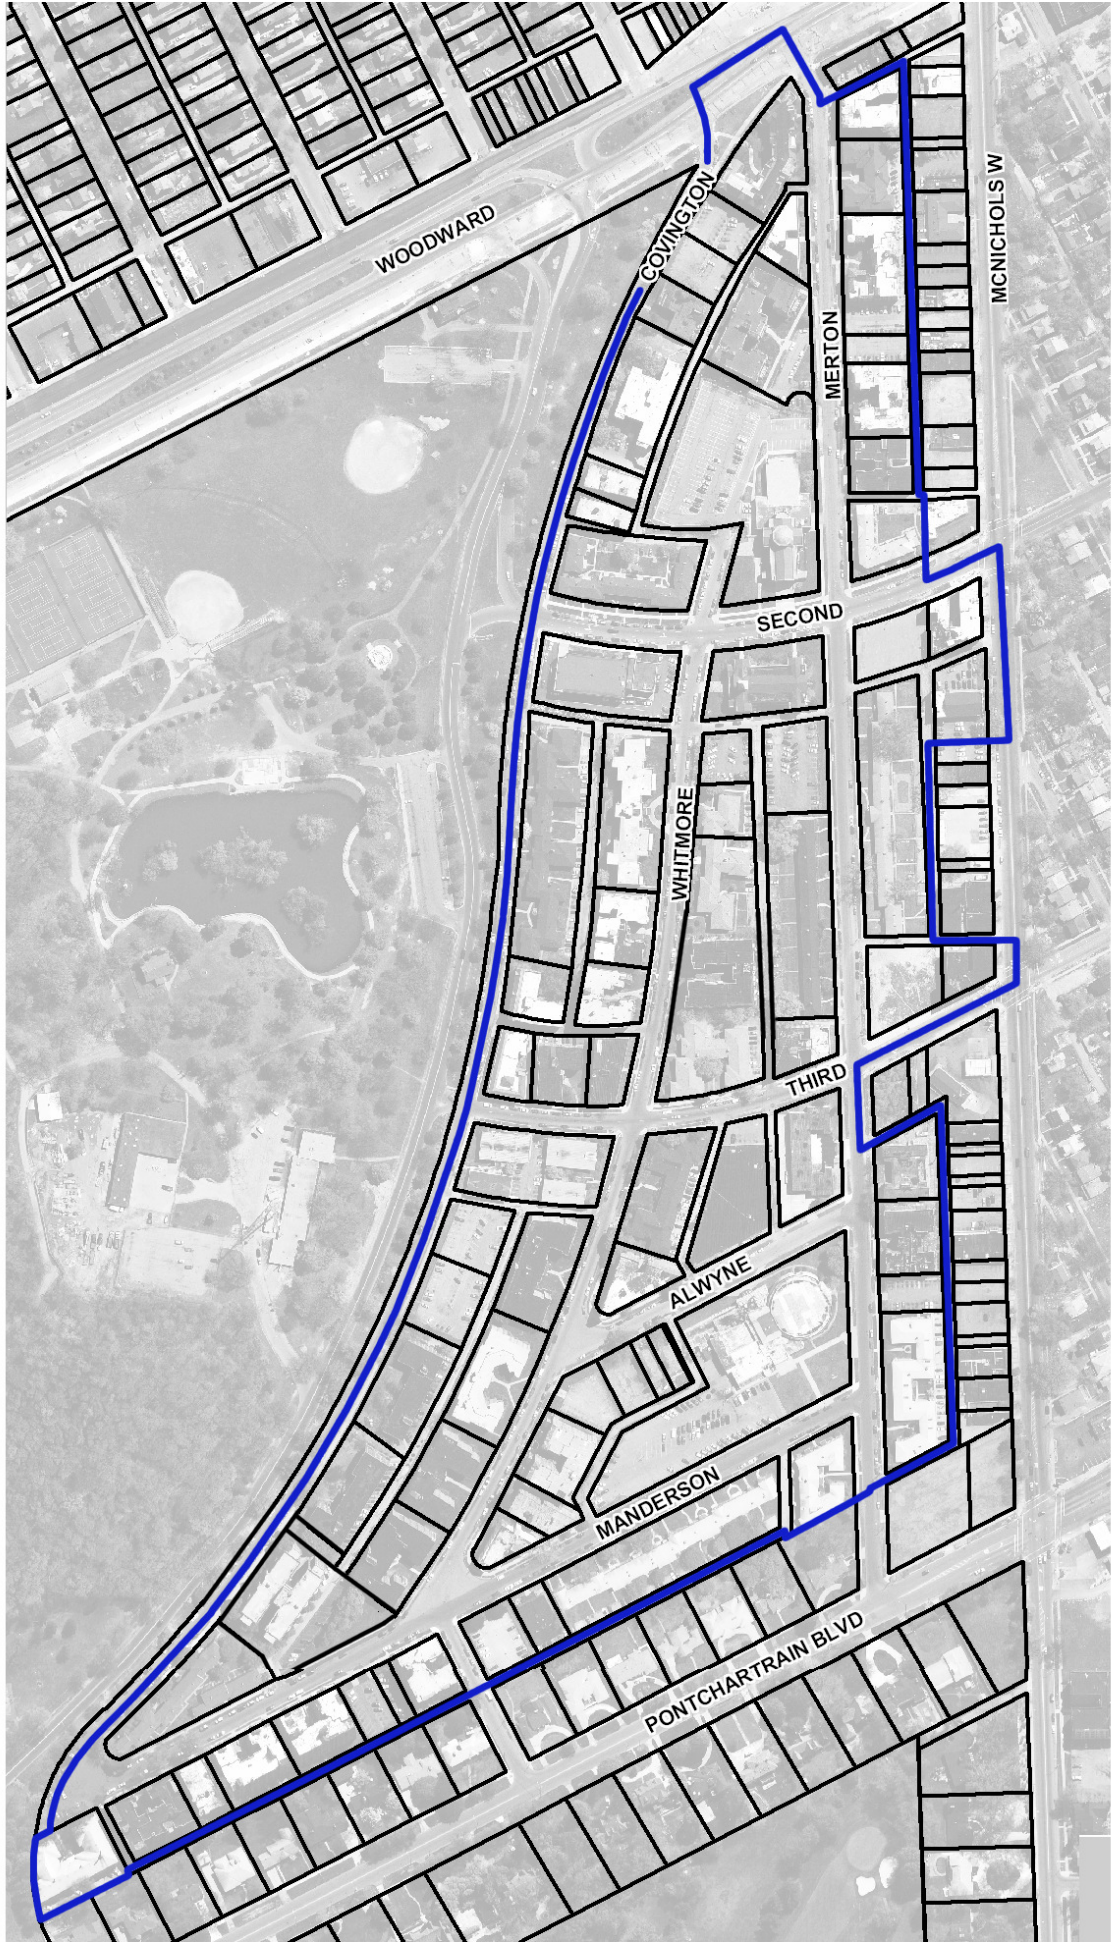 WOODWARD
COVINGTON
MCNICHOLS W
MERTON
SECOND
WHITMORE
THIRD
ALWYNE
MANDERSON
PONTCHARTRAIN BLVD